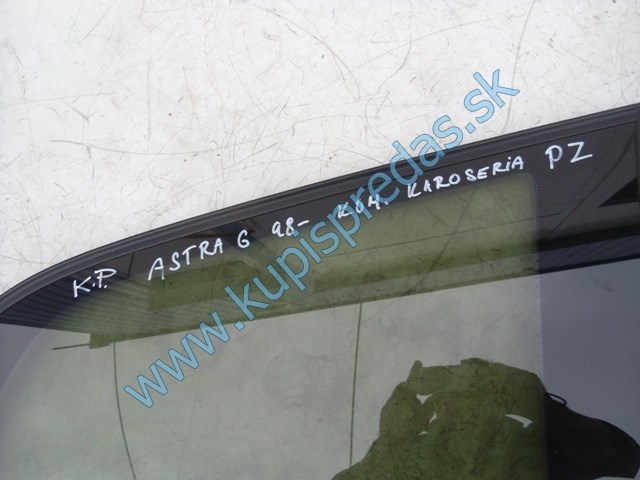 K.P. ASTRA G 98- KOM KAROSERIA PZ
www.kupispredas.sk